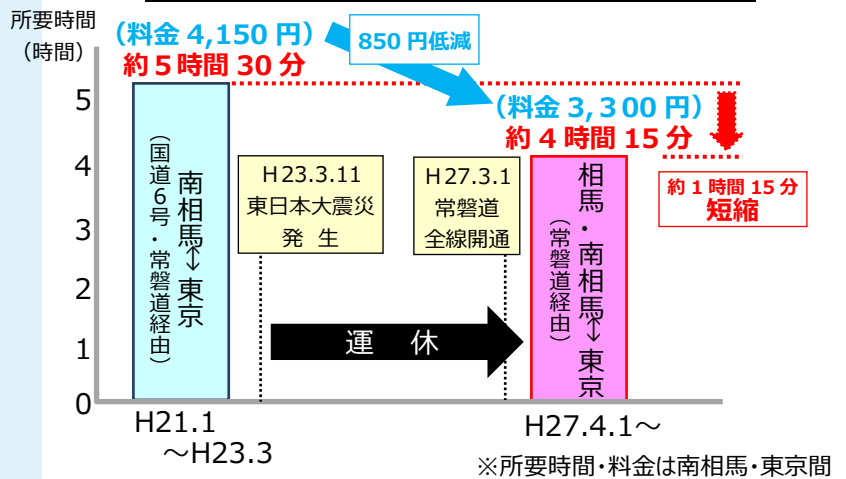 所要時間
（時間）
（料金 4,150 円）
約５時間 30 分
850 円低減
（料金 3,３00 円）
約 4 時間 15 分
約 1 時間 15 分
短縮
5
4
3
2
1
0
南相馬⇔東京
（国道６号・常磐道経由）
Ｈ23.3.11
東日本大震災
発 生
Ｈ27.3.1
常磐道
全線開通
相馬・南相馬⇔東京
（常磐道経由）
運 休
H21.1
～H23.3
H27.4.1～
※所要時間・料金は南相馬・東京間